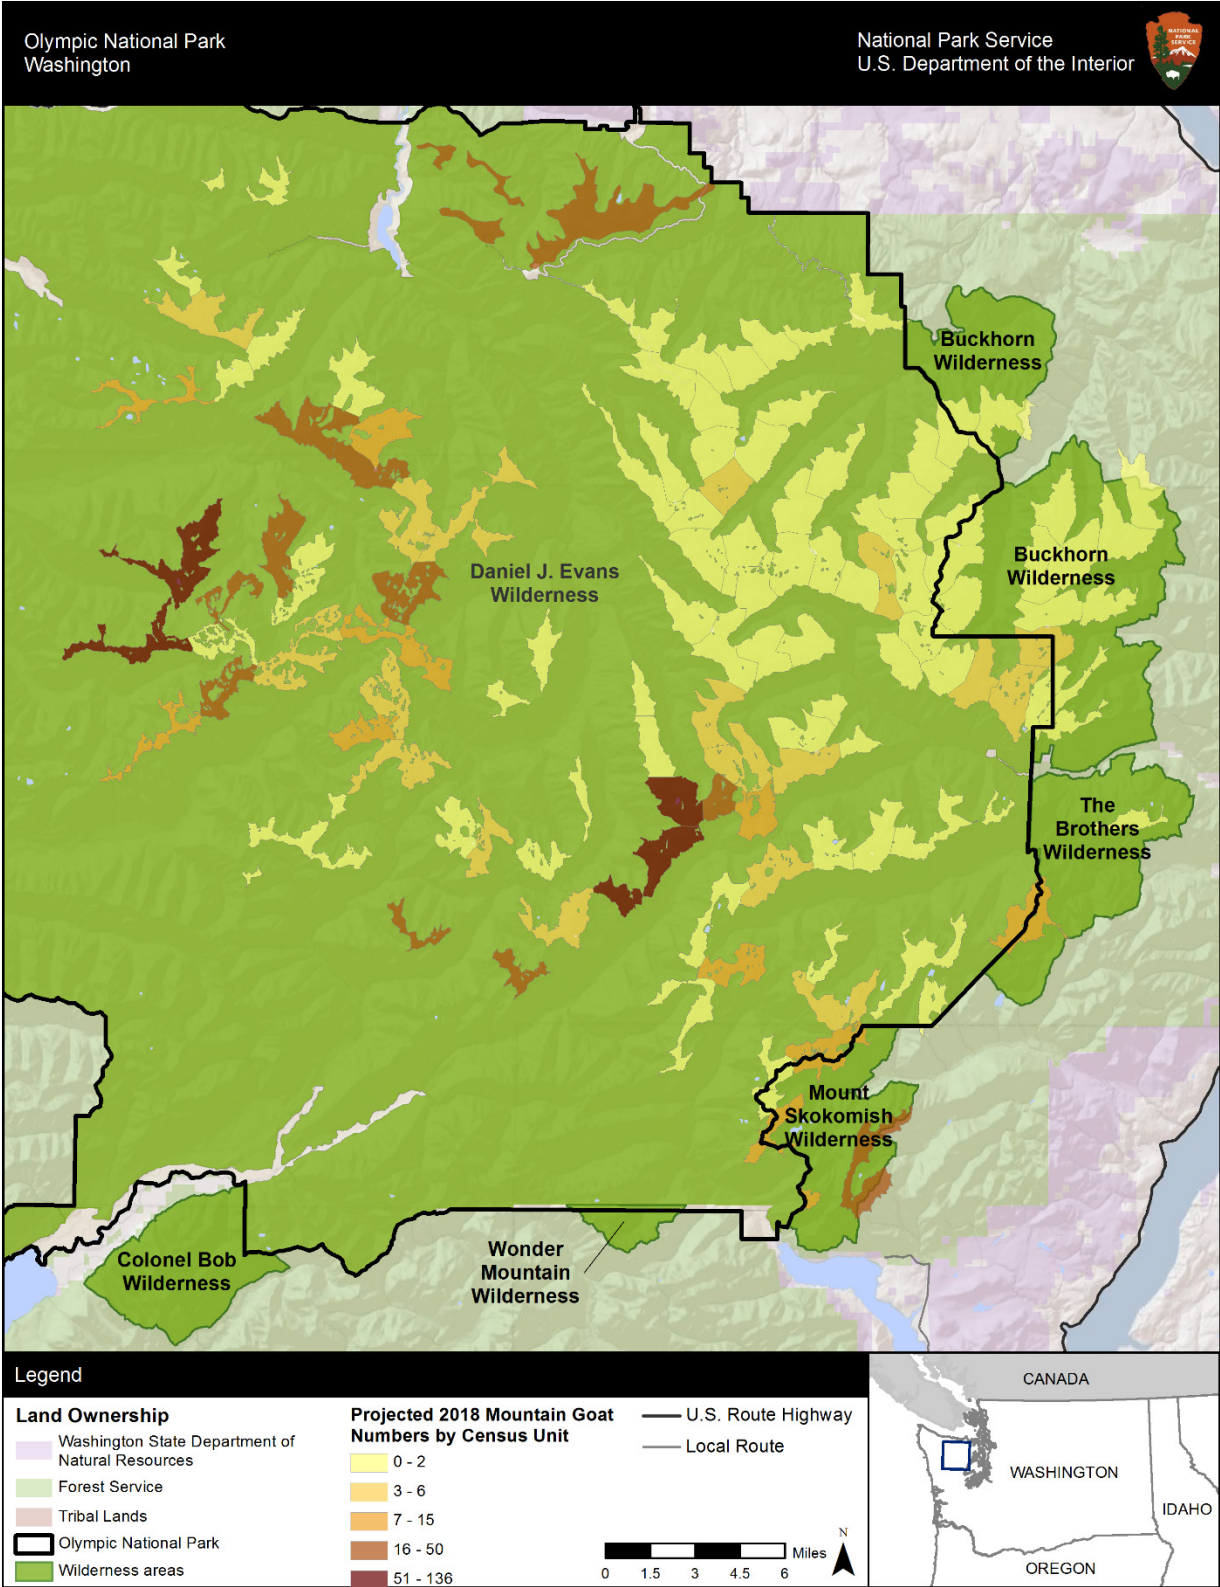 Olympic National Park
Washington
National Park Service
U.S. Department of the Interior
NATIONAL
PARK
SERVICE
Buckhorn
Wilderness
Buckhorn
Wilderness
Daniel J. Evans
Wilderness
The
Brothers
Wilderness
Mount
Skokomish
Wilderness
Colonel Bob
Wilderness
Wonder
Mountain
Wilderness
Legend
Land Ownership
Washington State Department of
Natural Resources
Forest Service
Tribal Lands
Olympic National Park
Wilderness areas
Projected 2018 Mountain Goat
Numbers by Census Unit
0 - 2
3 - 6
7 - 15
16 - 50
51 - 136
U.S. Route Highway
Local Route
N
Miles
0 1.5 3 4.5 6
CANADA
WASHINGTON
IDAHO
OREGON